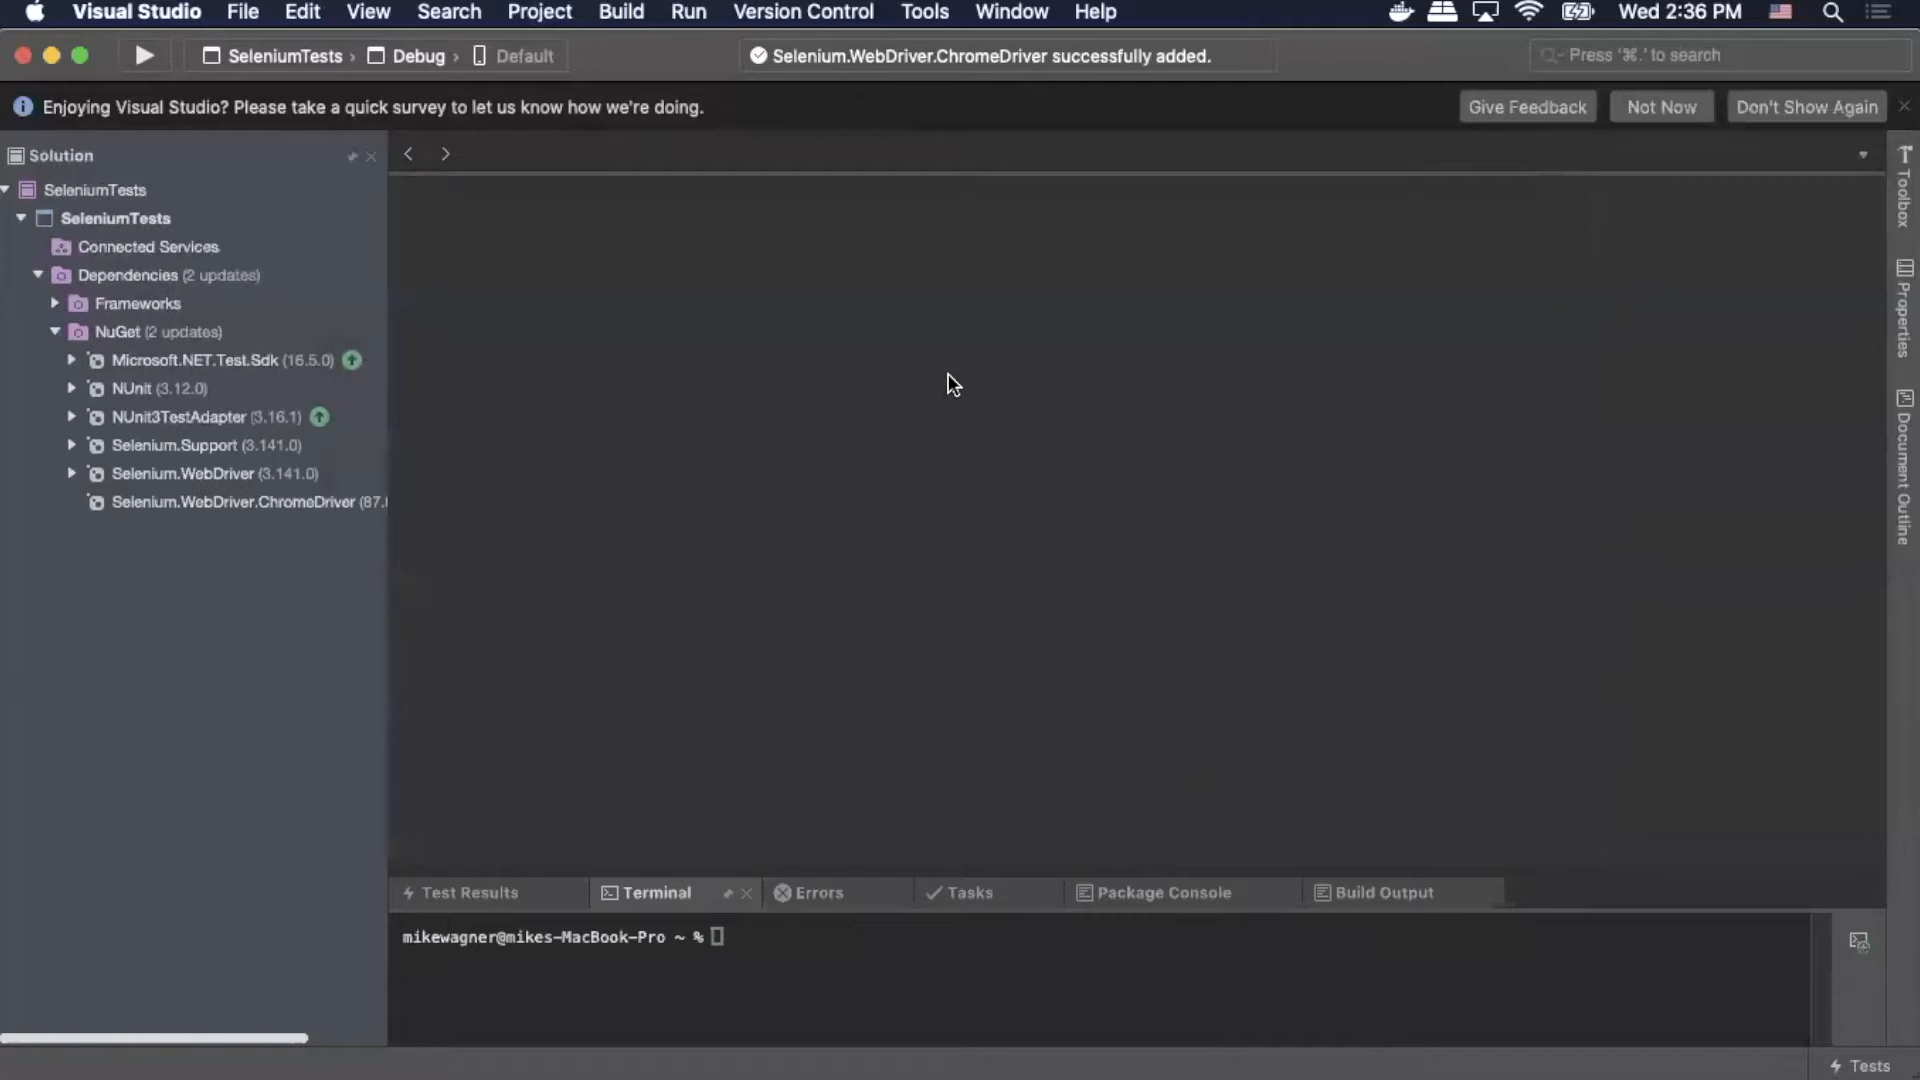 Visual Studio File Edit View Search Project Build Run Version Control Tools Window Help Wed 2:36 PM
SeleniumTests › Debug › Default
Selenium.WebDriver.ChromeDriver successfully added.
Press '⌘.' to search
Enjoying Visual Studio? Please take a quick survey to let us know how we're doing.
Give Feedback Not Now Don't Show Again
Solution
SeleniumTests
SeleniumTests
Connected Services
Dependencies (2 updates)
Frameworks
NuGet (2 updates)
Microsoft.NET.Test.Sdk (16.5.0)
NUnit (3.12.0)
NUnit3TestAdapter (3.16.1)
Selenium.Support (3.141.0)
Selenium.WebDriver (3.141.0)
Selenium.WebDriver.ChromeDriver (87.
Toolbox
Properties
Document Outline
Test Results Terminal Errors Tasks Package Console Build Output
mikewagner@mikes-MacBook-Pro ~ %
Tests